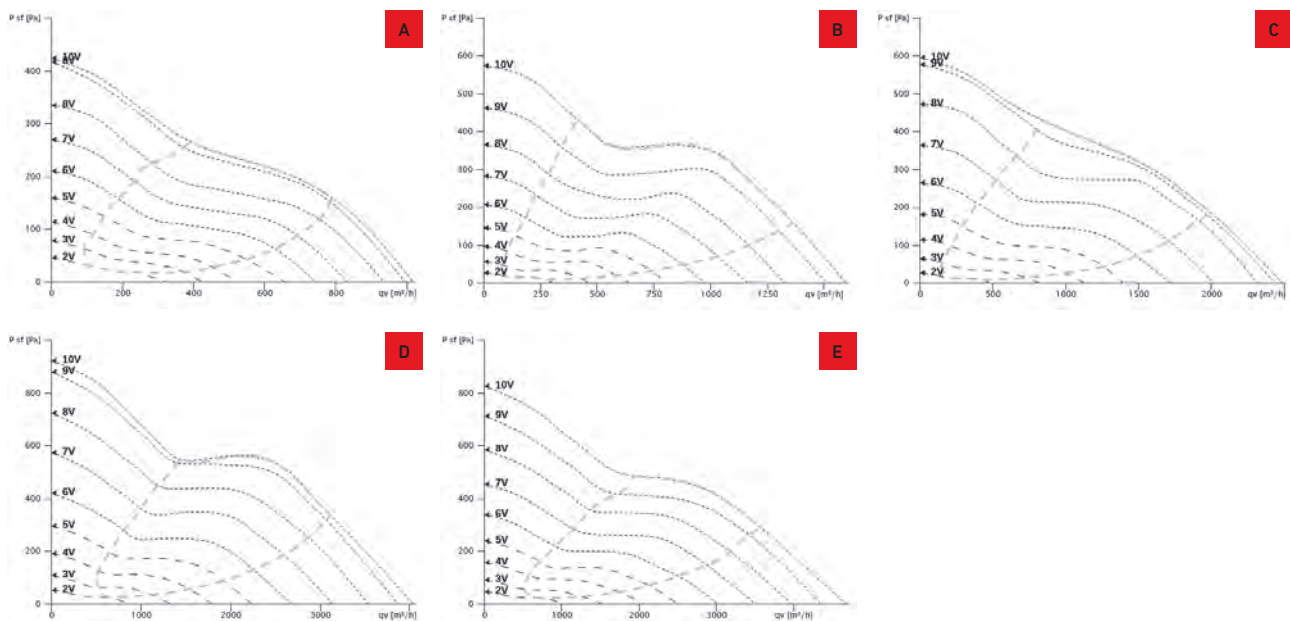 P sf [Pa]
A
10V
400
8V
300
7V
6V
200
5V
4V
100
3V
2V
0
0 200 400 600 800 qv [m³/h]
P sf [Pa]
B
600
10V
500
9V
400
8V
300
7V
6V
200
5V
4V
100
3V
2V
0
0 250 500 750 1000 1250 qv [m³/h]
P sf [Pa]
C
10V
600
9V
500
8V
400
7V
300
6V
200
5V
4V
100
3V
2V
0
0 500 1000 1500 2000 qv [m³/h]
P sf [Pa]
D
10V
9V
800
8V
600
7V
6V
400
5V
4V
200
3V
2V
0
0 1000 2000 3000 qv [m³/h]
P sf [Pa]
E
10V
800
9V
600
8V
7V
400
6V
5V
200
4V
3V
2V
0
0 1000 2000 3000 qv [m³/h]